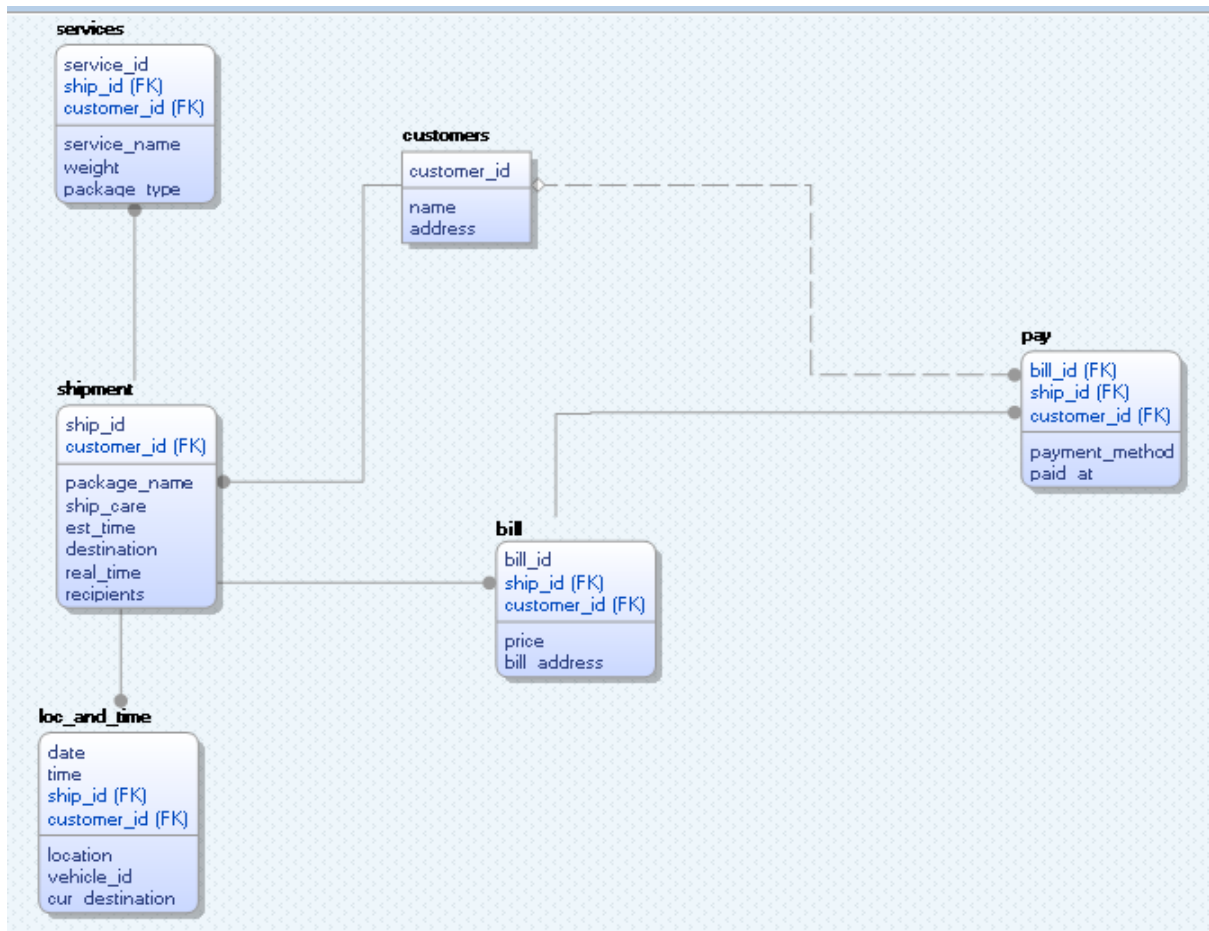 services
service_id
ship_id (FK)
customer_id (FK)
service_name
weight
package_type
customers
customer_id
name
address
pay
bill_id (FK)
ship_id (FK)
customer_id (FK)
payment_method
paid_at
shipment
ship_id
customer_id (FK)
package_name
ship_care
est_time
destination
real_time
recipients
bill
bill_id
ship_id (FK)
customer_id (FK)
price
bill_address
loc_and_time
date
time
ship_id (FK)
customer_id (FK)
location
vehicle_id
cur_destination